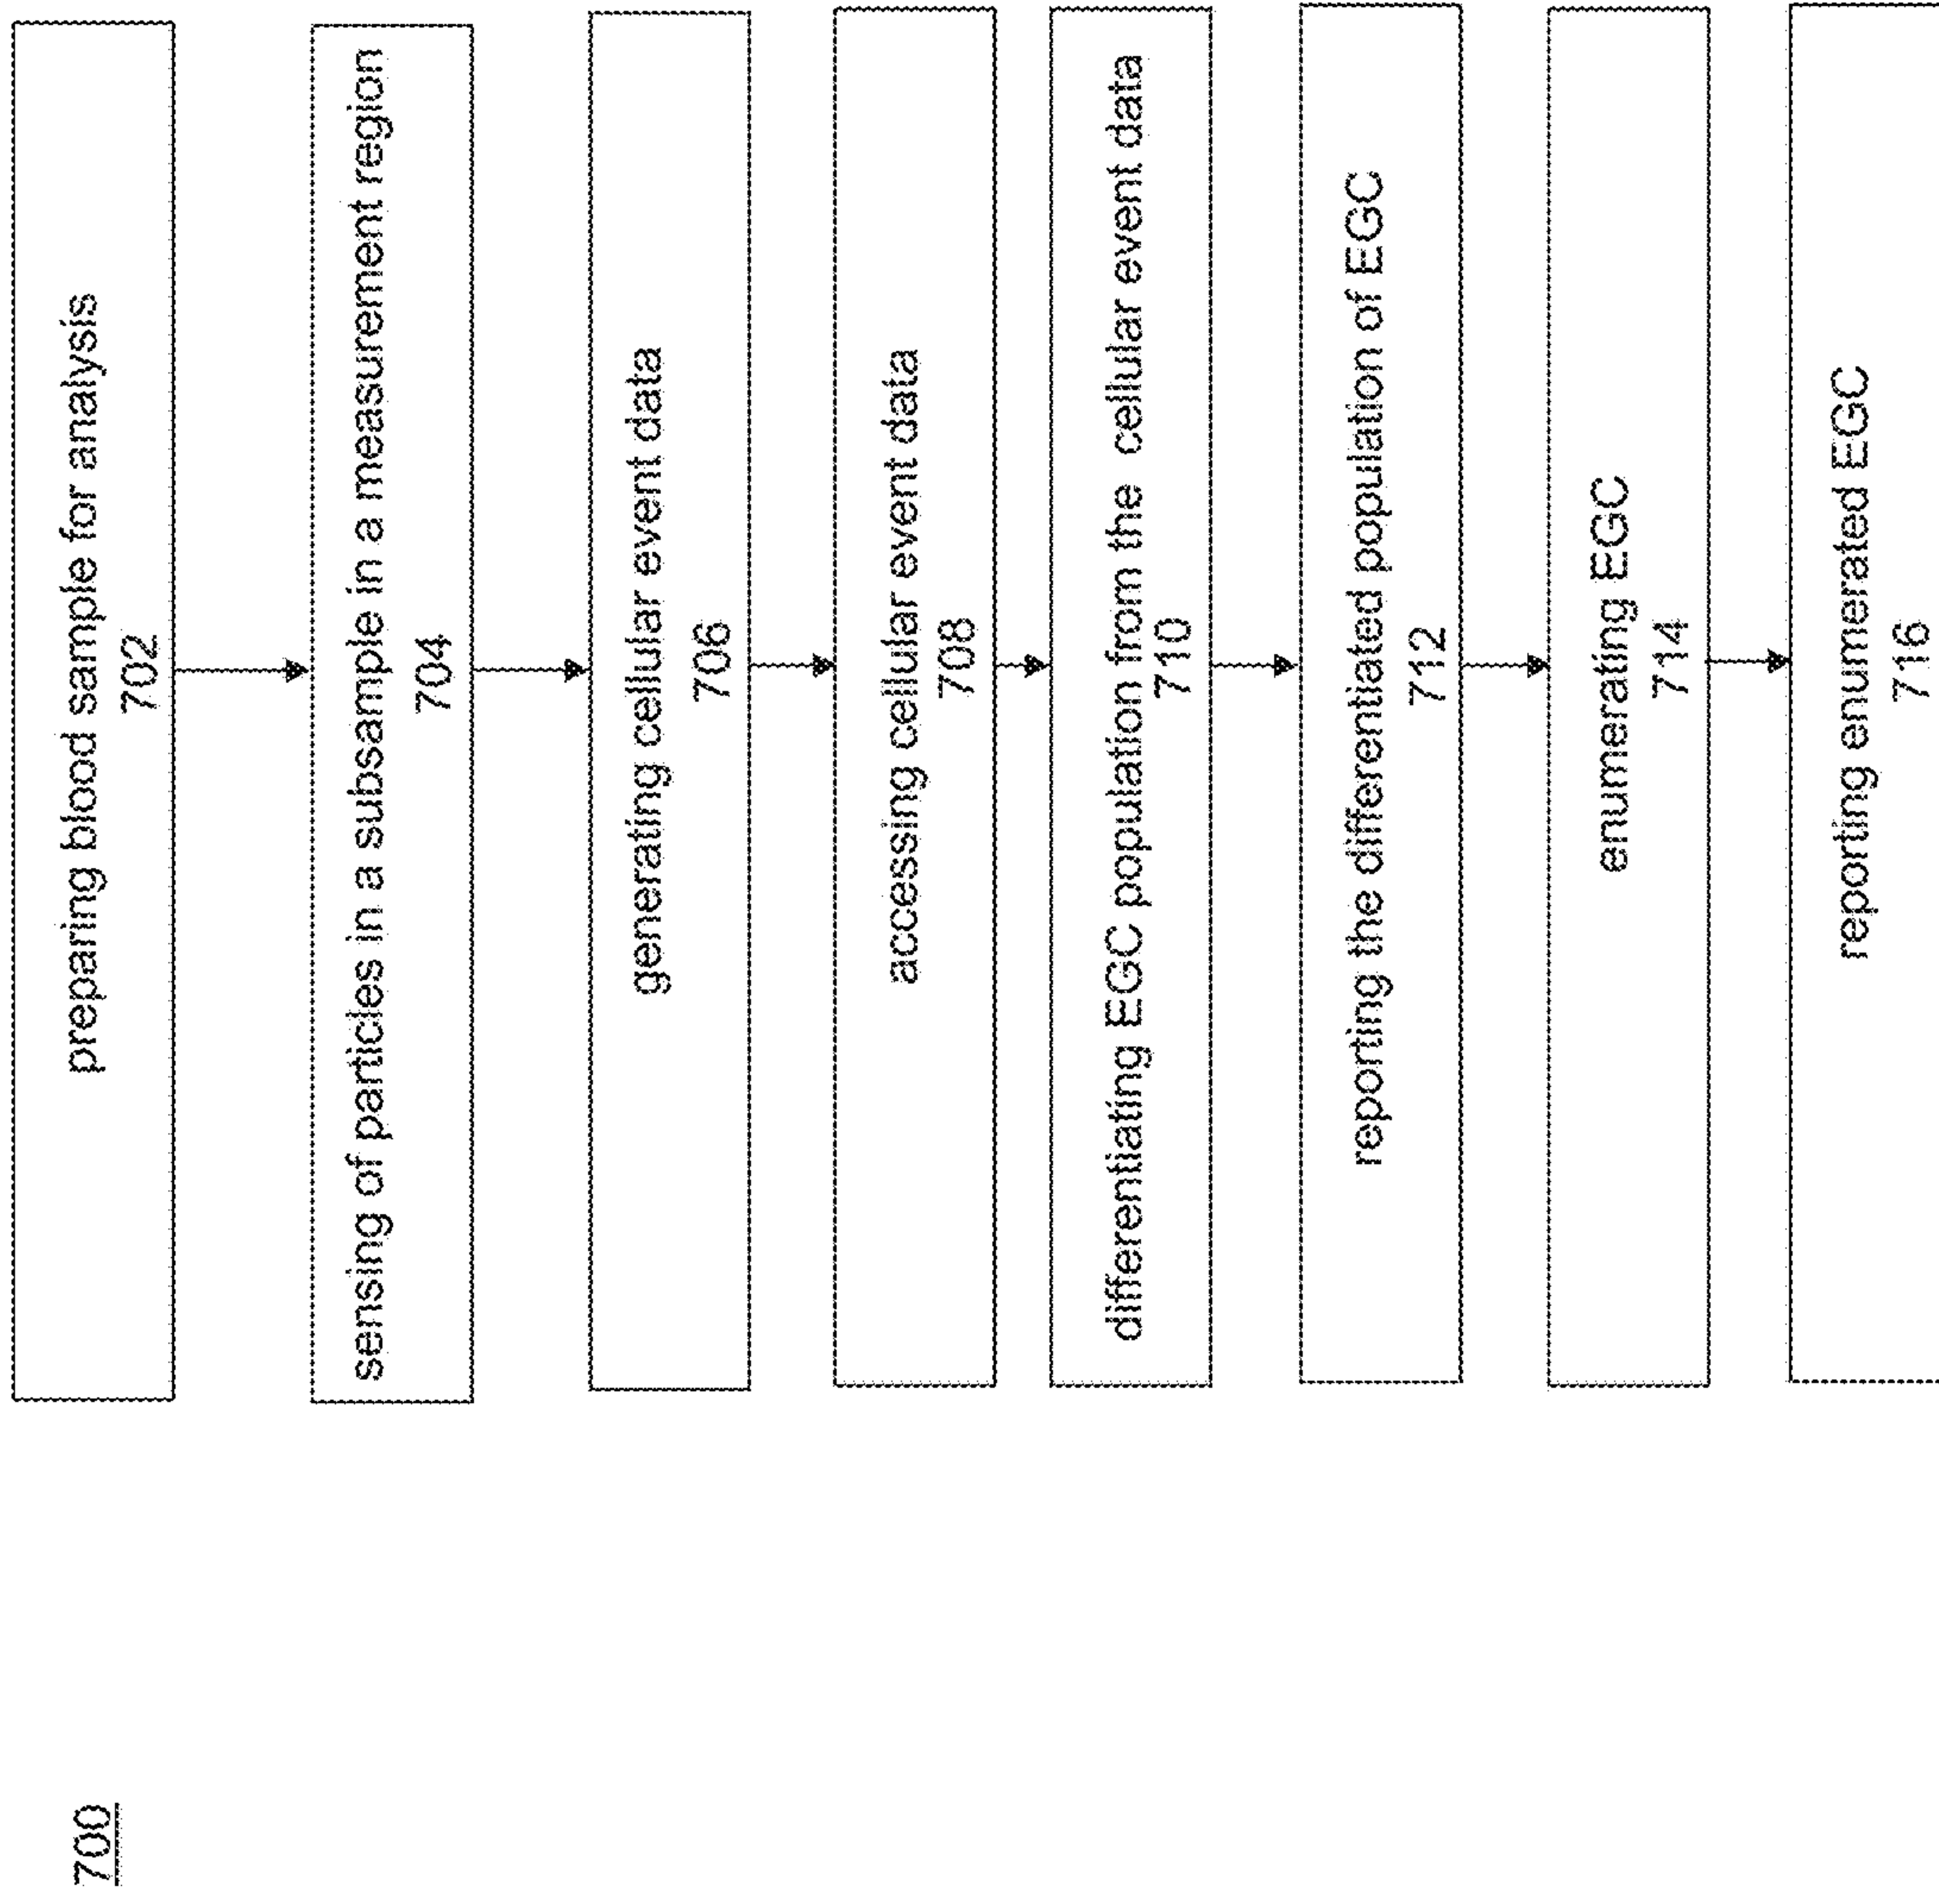 700
preparing blood sample for analysis
702
sensing of particles in a subsample in a measurement region
704
generating cellular event data
706
accessing cellular event data
708
differentiating EGC population from the cellular event data
710
reporting the differentiated population of EGC
712
enumerating EGC
714
reporting enumerated EGC
716